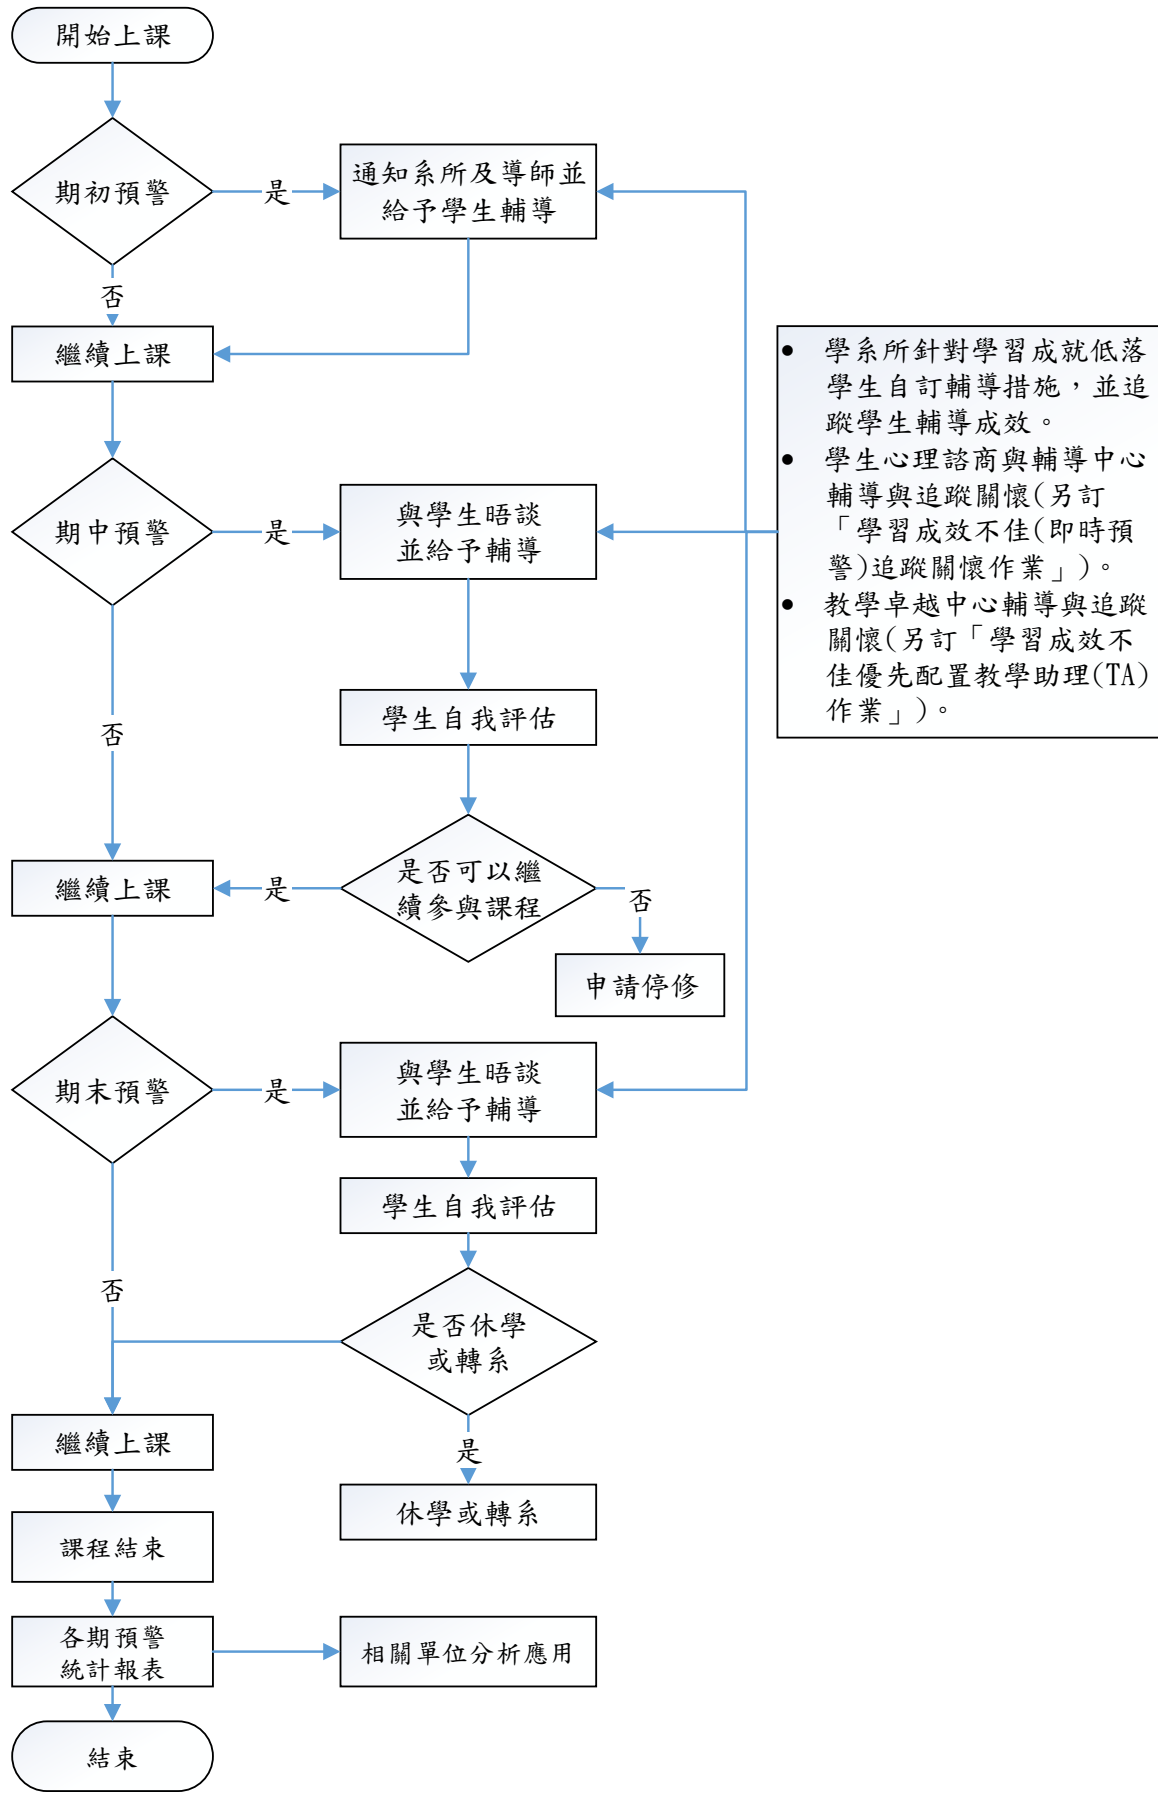 開始上課
期初預警
是
通知系所及導師並
給予學生輔導
否
繼續上課
• 學系所針對學習成就低落
學生自訂輔導措施，並追
蹤學生輔導成效。
• 學生心理諮商與輔導中心
輔導與追蹤關懷(另訂
「學習成效不佳(即時預
警)追蹤關懷作業」)。
• 教學卓越中心輔導與追蹤
關懷(另訂「學習成效不
佳優先配置教學助理(TA)
作業」)。
期中預警
是
與學生晤談
並給予輔導
學生自我評估
否
是否可以繼
續參與課程
是
繼續上課
否
申請停修
期末預警
是
與學生晤談
並給予輔導
學生自我評估
否
是否休學
或轉系
繼續上課
是
休學或轉系
課程結束
各期預警
統計報表
相關單位分析應用
結束